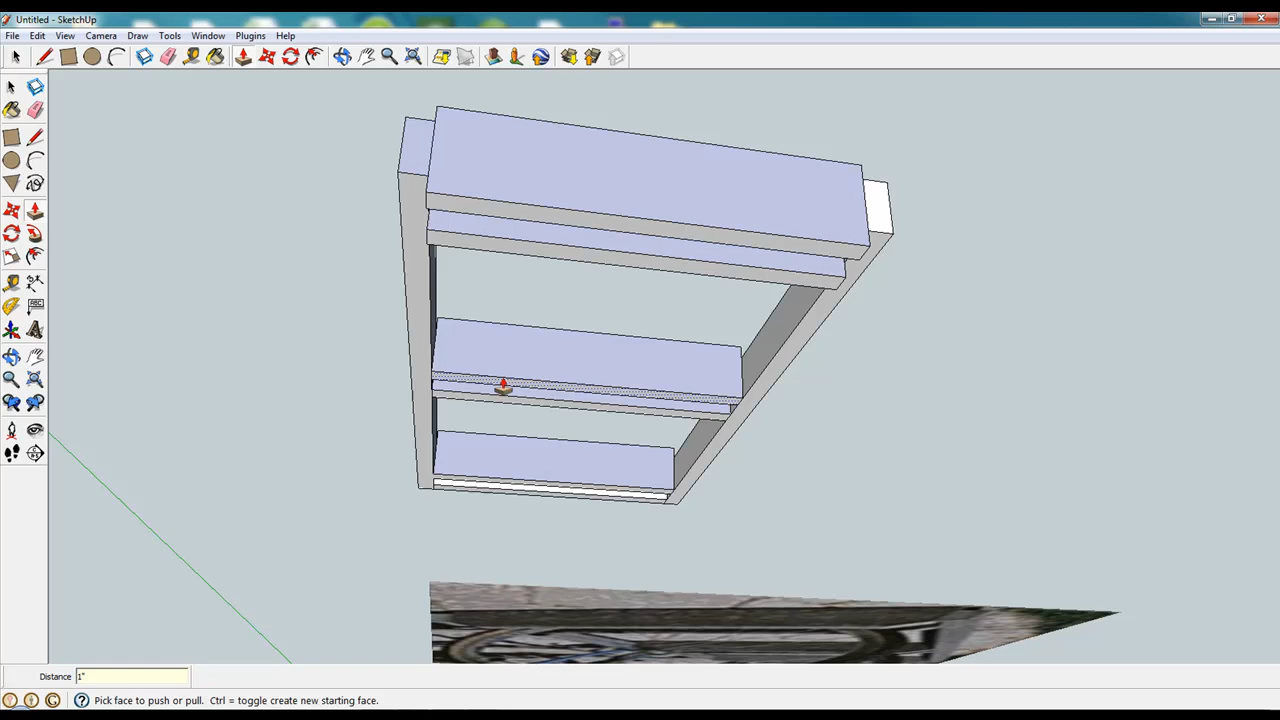 Untitled - SketchUp
File Edit View Camera Draw Tools Window Plugins Help
ABC
Distance 1"
Pick face to push or pull. Ctrl = toggle create new starting face.